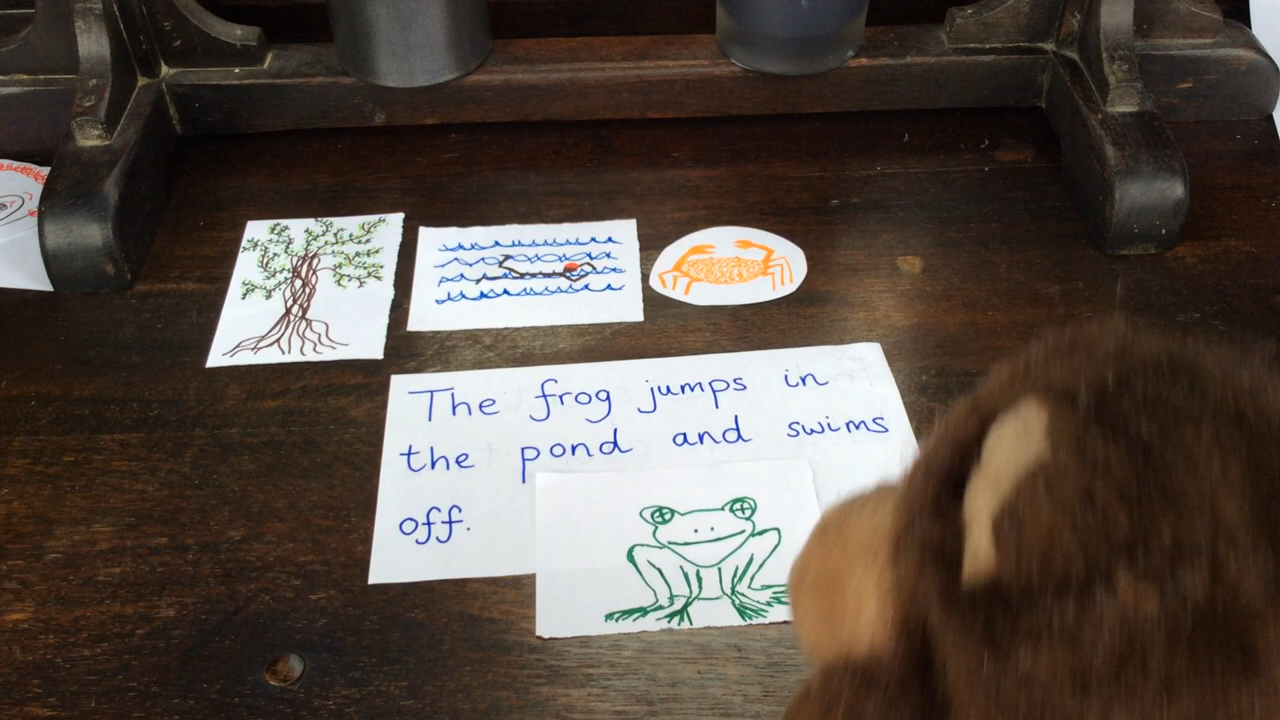 The frog jumps in
the pond and swims
off.